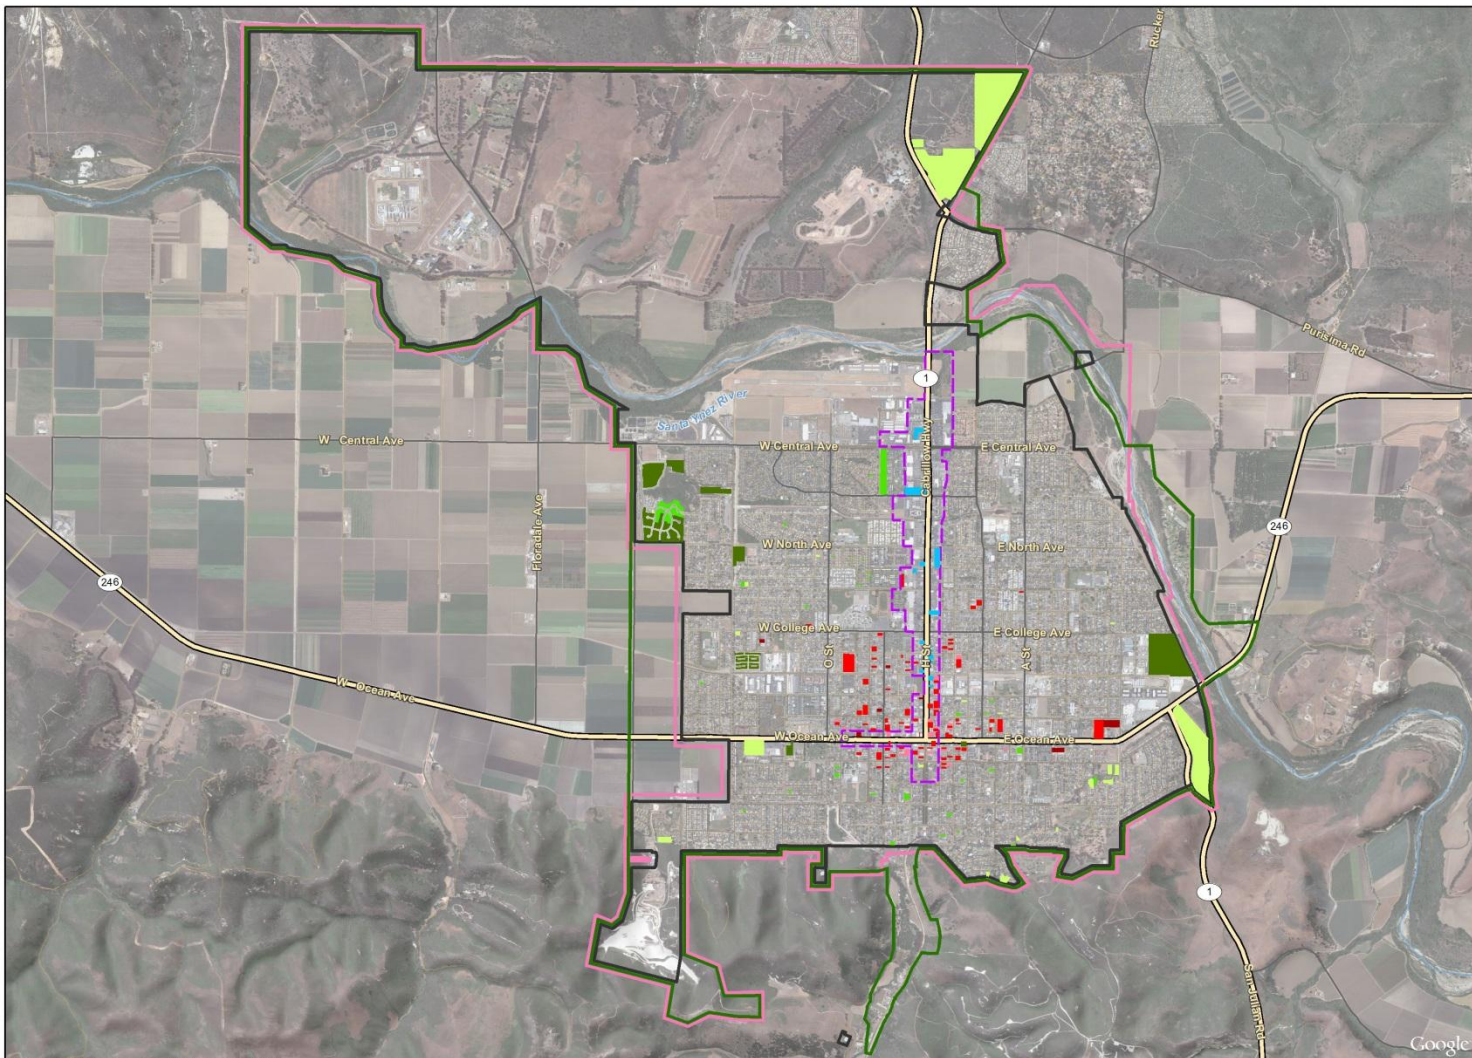 Rucker
1
Purisima Rd
Santa Ynez River
Cabrillow Hwy
W Central Ave
W Central Ave
E Central Ave
246
Floradale Ave
W North Ave
E North Ave
246
W College Ave
E College Ave
O St
H St
A St
W Ocean Ave
W Ocean Ave
E Ocean Ave
1
San Julian Rd
Google